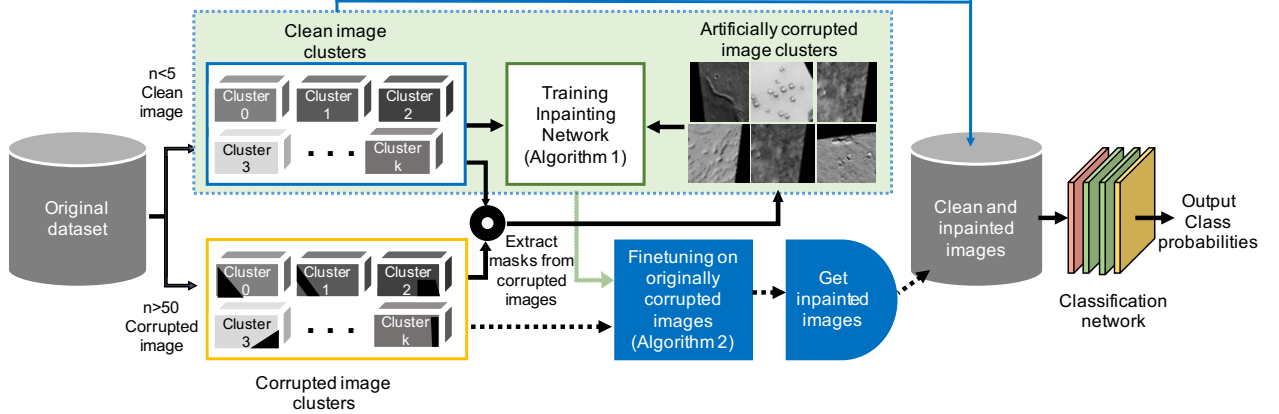 Clean image
clusters
Artificially corrupted
image clusters
n<5
Clean
image
Cluster
0
Cluster
1
Cluster
2
Cluster
3
. . .
Cluster
k
Training
Inpainting
Network
(Algorithm 1)
Original
dataset
Extract
masks from
corrupted
images
n>50
Corrupted
image
Cluster
0
Cluster
1
Cluster
2
Cluster
3
. . .
Cluster
k
Corrupted image
clusters
Finetuning on
originally
corrupted
images
(Algorithm 2)
Get
inpainted
images
Clean and
inpainted
images
Classification
network
Output
Class
probabilities